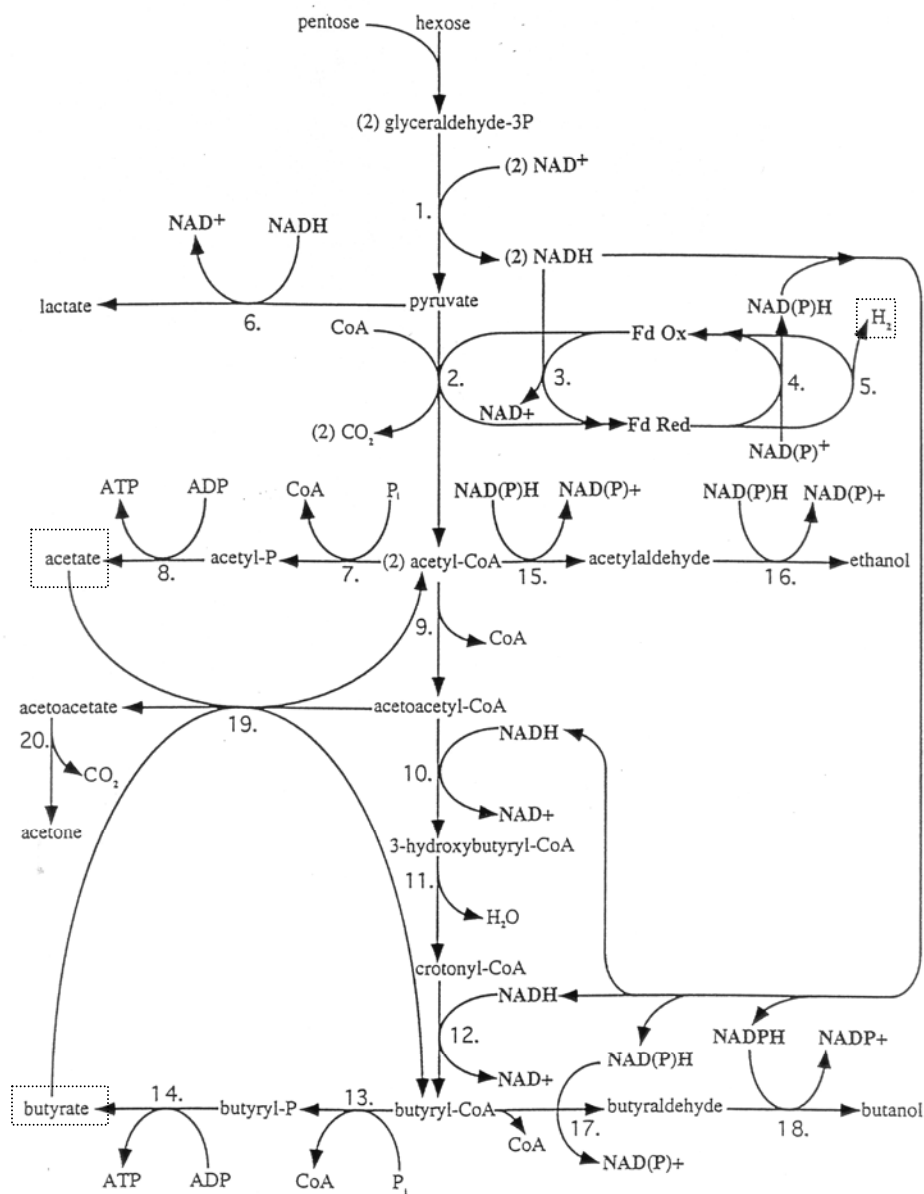 pentose hexose
(2) glyceraldehyde-3P
(2) NAD+
1.
NAD+ NADH
(2) NADH
lactate
6.
pyruvate
NAD(P)H
H2
CoA
Fd Ox
2.
3.
4.
5.
(2) CO2
NAD+
Fd Red
NAD(P)+
ATP ADP CoA Pi NAD(P)H NAD(P)+ NAD(P)H NAD(P)+
acetate acetyl-P (2) acetyl-CoA acetylaldehyde ethanol
8. 7. 15. 16.
9.
CoA
acetoacetate acetoacetyl-CoA
19.
20.
NADH
CO2
10.
acetone
NAD+
3-hydroxybutyryl-CoA
11.
H2O
crotonyl-CoA
NADH
12.
NADPH NADP+
NAD(P)H
NAD+
14. 13.
butyrate butyryl-P butyryl-CoA butyraldehyde butanol
CoA
17. 18.
NAD(P)+
ATP ADP CoA Pi